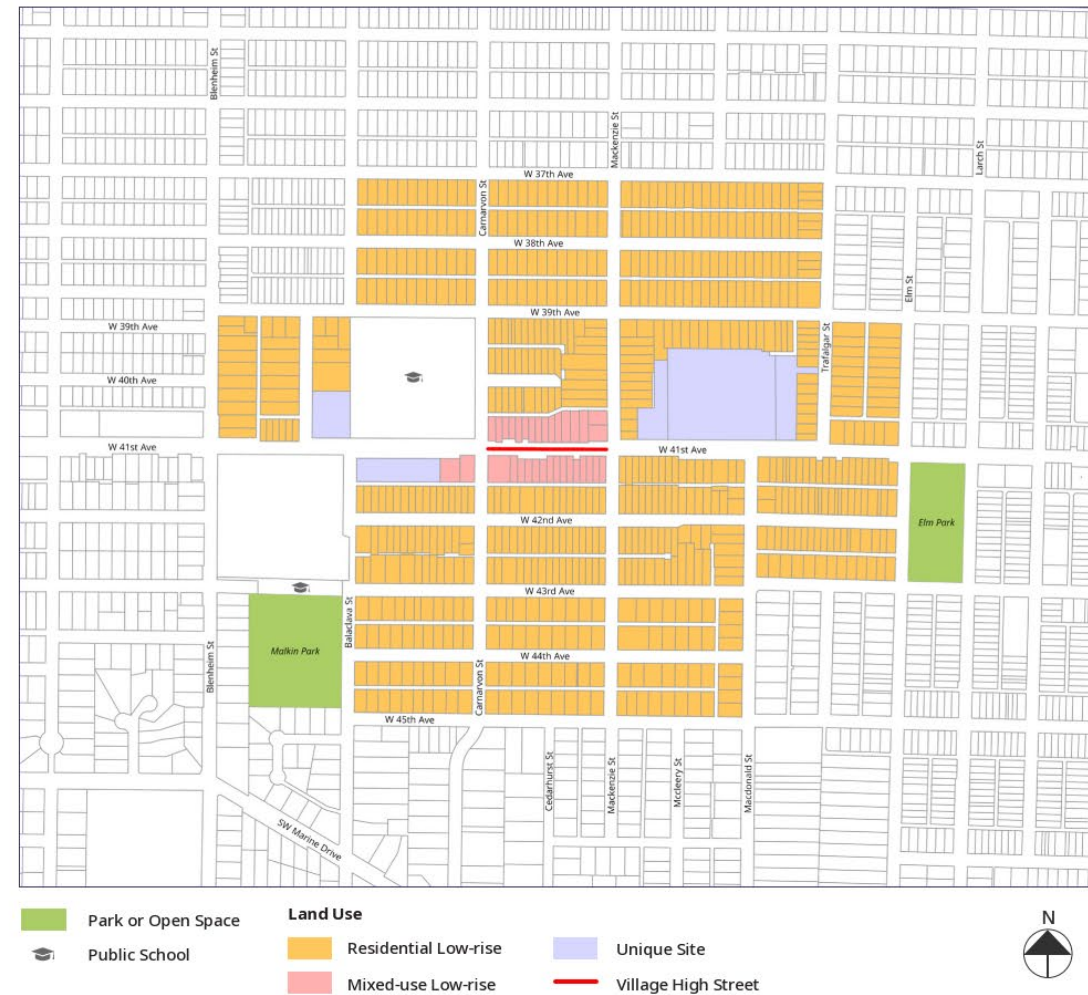 Blenheim St
Mackenzie St
Larch St
W 37th Ave
Carnarvon St
W 38th Ave
Elm St
W 39th Ave
W 39th Ave
Trafalgar St
W 40th Ave
W 41st Ave
W 41st Ave
W 42nd Ave
Elm Park
W 43rd Ave
Balaclava St
Malkin Park
Blenheim St
W 44th Ave
Carnarvon St
W 45th Ave
Cedarhurst St
Mackenzie St
Mccleery St
Macdonald St
SW Marine Drive
Park or Open Space
Public School
Land Use
Residential Low-rise
Mixed-use Low-rise
Unique Site
Village High Street
N